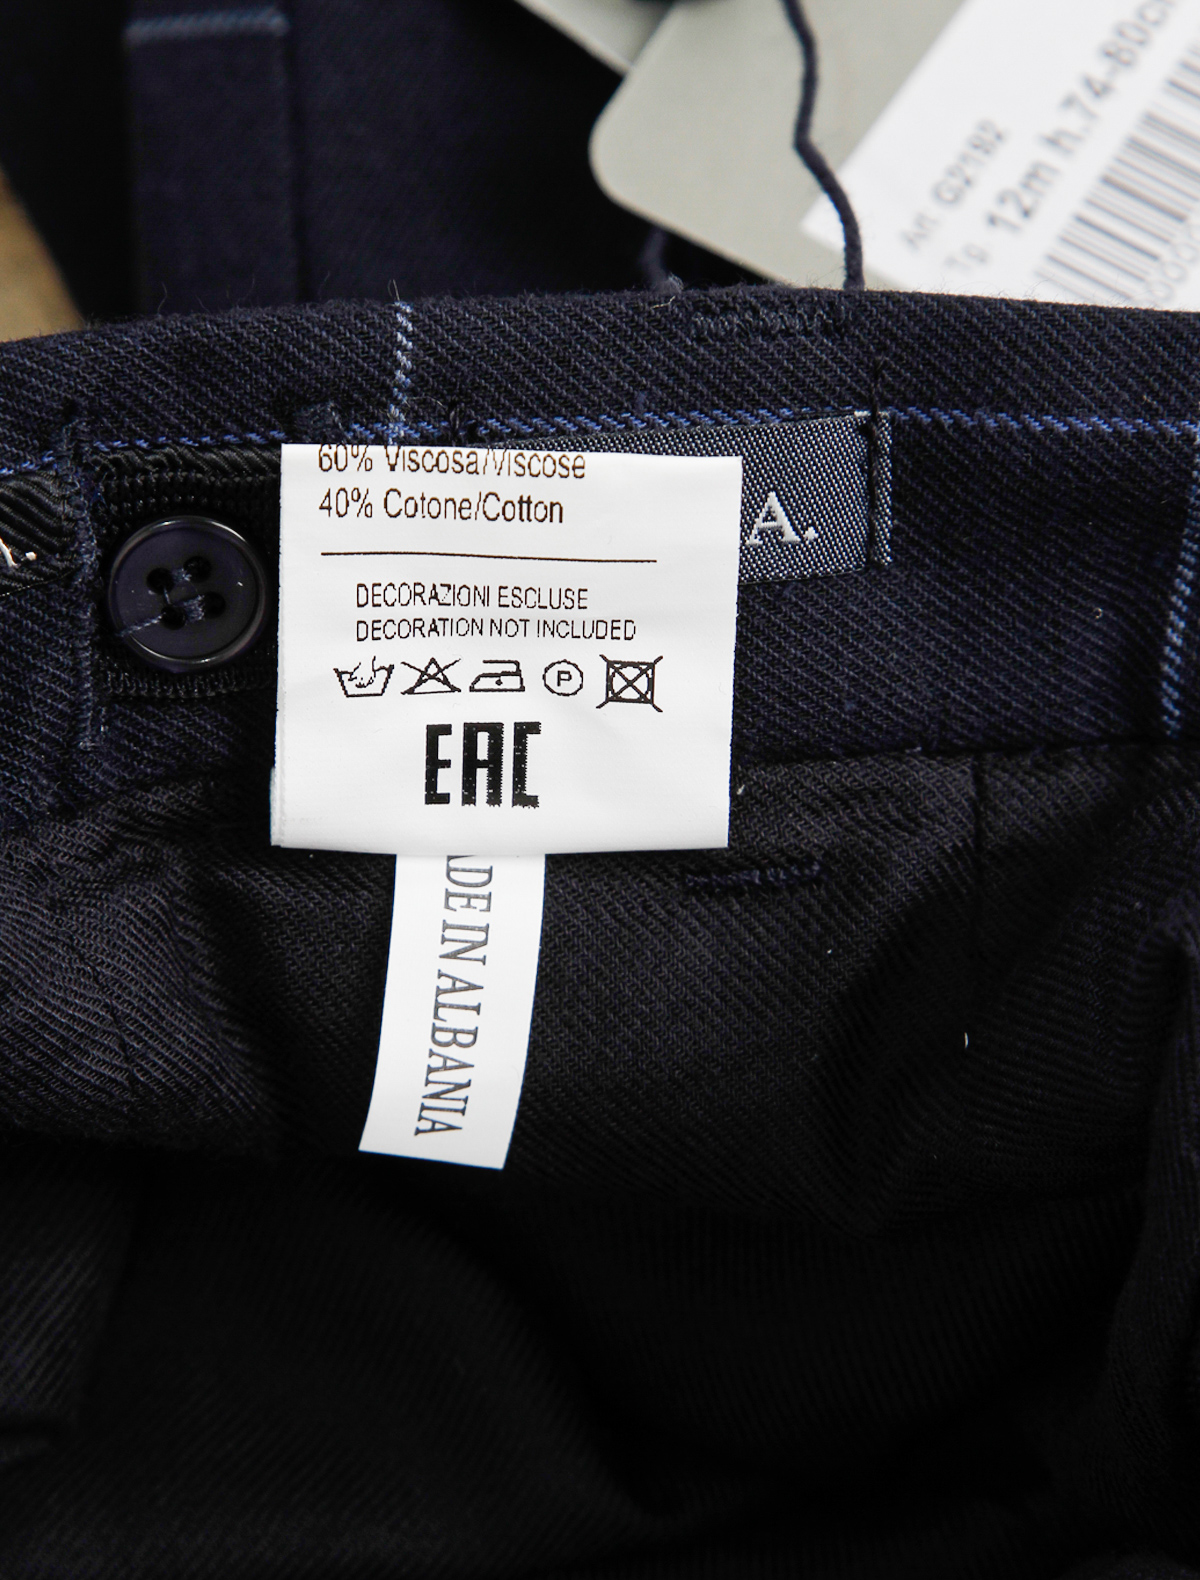 Art G2192
Tg 12m h.74-80cm
60% Viscosa/Viscose
40% Cotone/Cotton
A.
DECORAZIONI ESCLUSE
DECORATION NOT INCLUDED
P
EAC
ADE IN ALBANIA